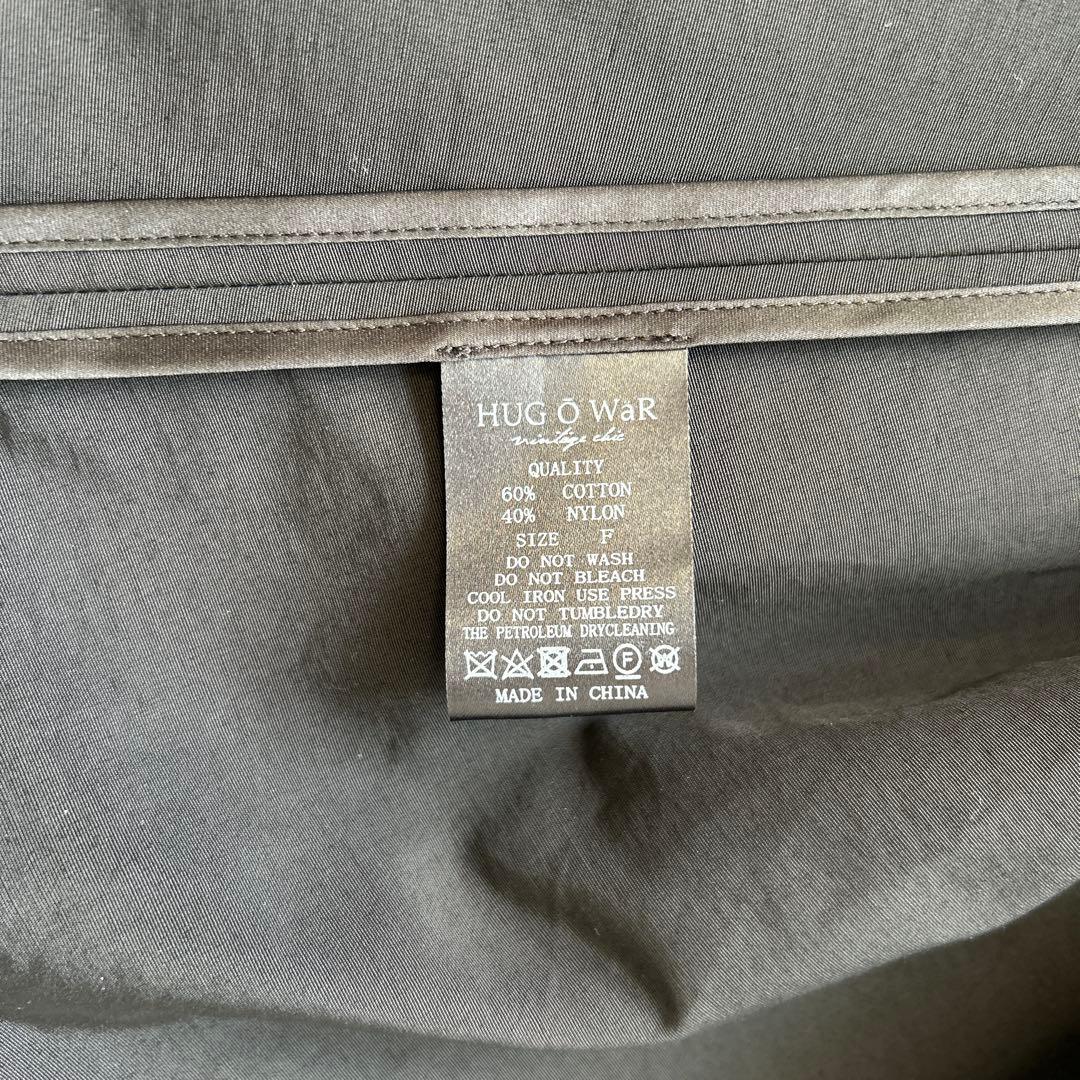 HUG Ō WäR
vintage chic
QUALITY
60% COTTON
40% NYLON
SIZE F
DO NOT WASH
DO NOT BLEACH
COOL IRON USE PRESS
DO NOT TUMBLEDRY
THE PETROLEUM DRYCLEANING
F W
MADE IN CHINA